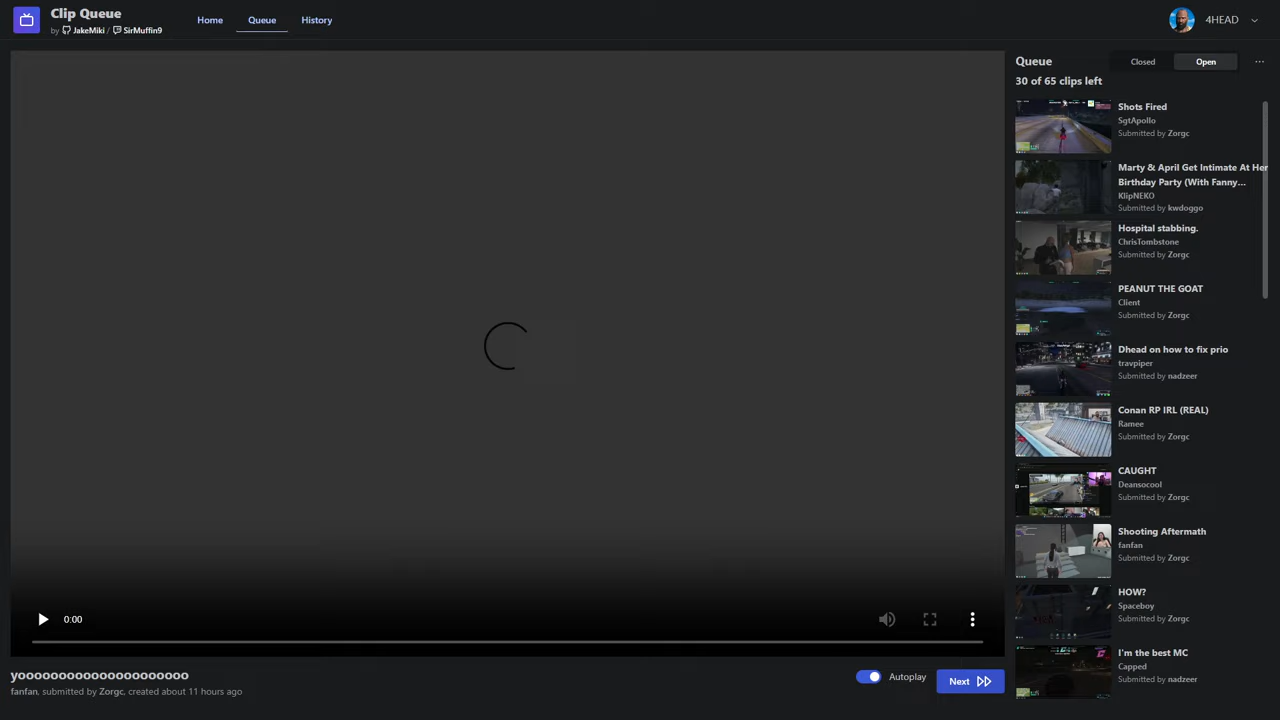 Clip Queue
by JakeMiki / SirMuffin9
Home
Queue
History
4HEAD
Queue
Closed
Open
30 of 65 clips left
Shots Fired
SgtApollo
Submitted by Zorgc
Marty & April Get Intimate At Her
Birthday Party (With Fanny...
KlipNEKO
Submitted by kwdoggo
Hospital stabbing.
ChrisTombstone
Submitted by Zorgc
PEANUT THE GOAT
Client
Submitted by Zorgc
Dhead on how to fix prio
travpiper
Submitted by nadzeer
Conan RP IRL (REAL)
Ramee
Submitted by Zorgc
CAUGHT
Deansocool
Submitted by Zorgc
Shooting Aftermath
fanfan
Submitted by Zorgc
HOW?
Spaceboy
Submitted by Zorgc
I'm the best MC
Capped
Submitted by nadzeer
0:00
yooooooooooooooooooooo
fanfan, submitted by Zorgc, created about 11 hours ago
Autoplay
Next